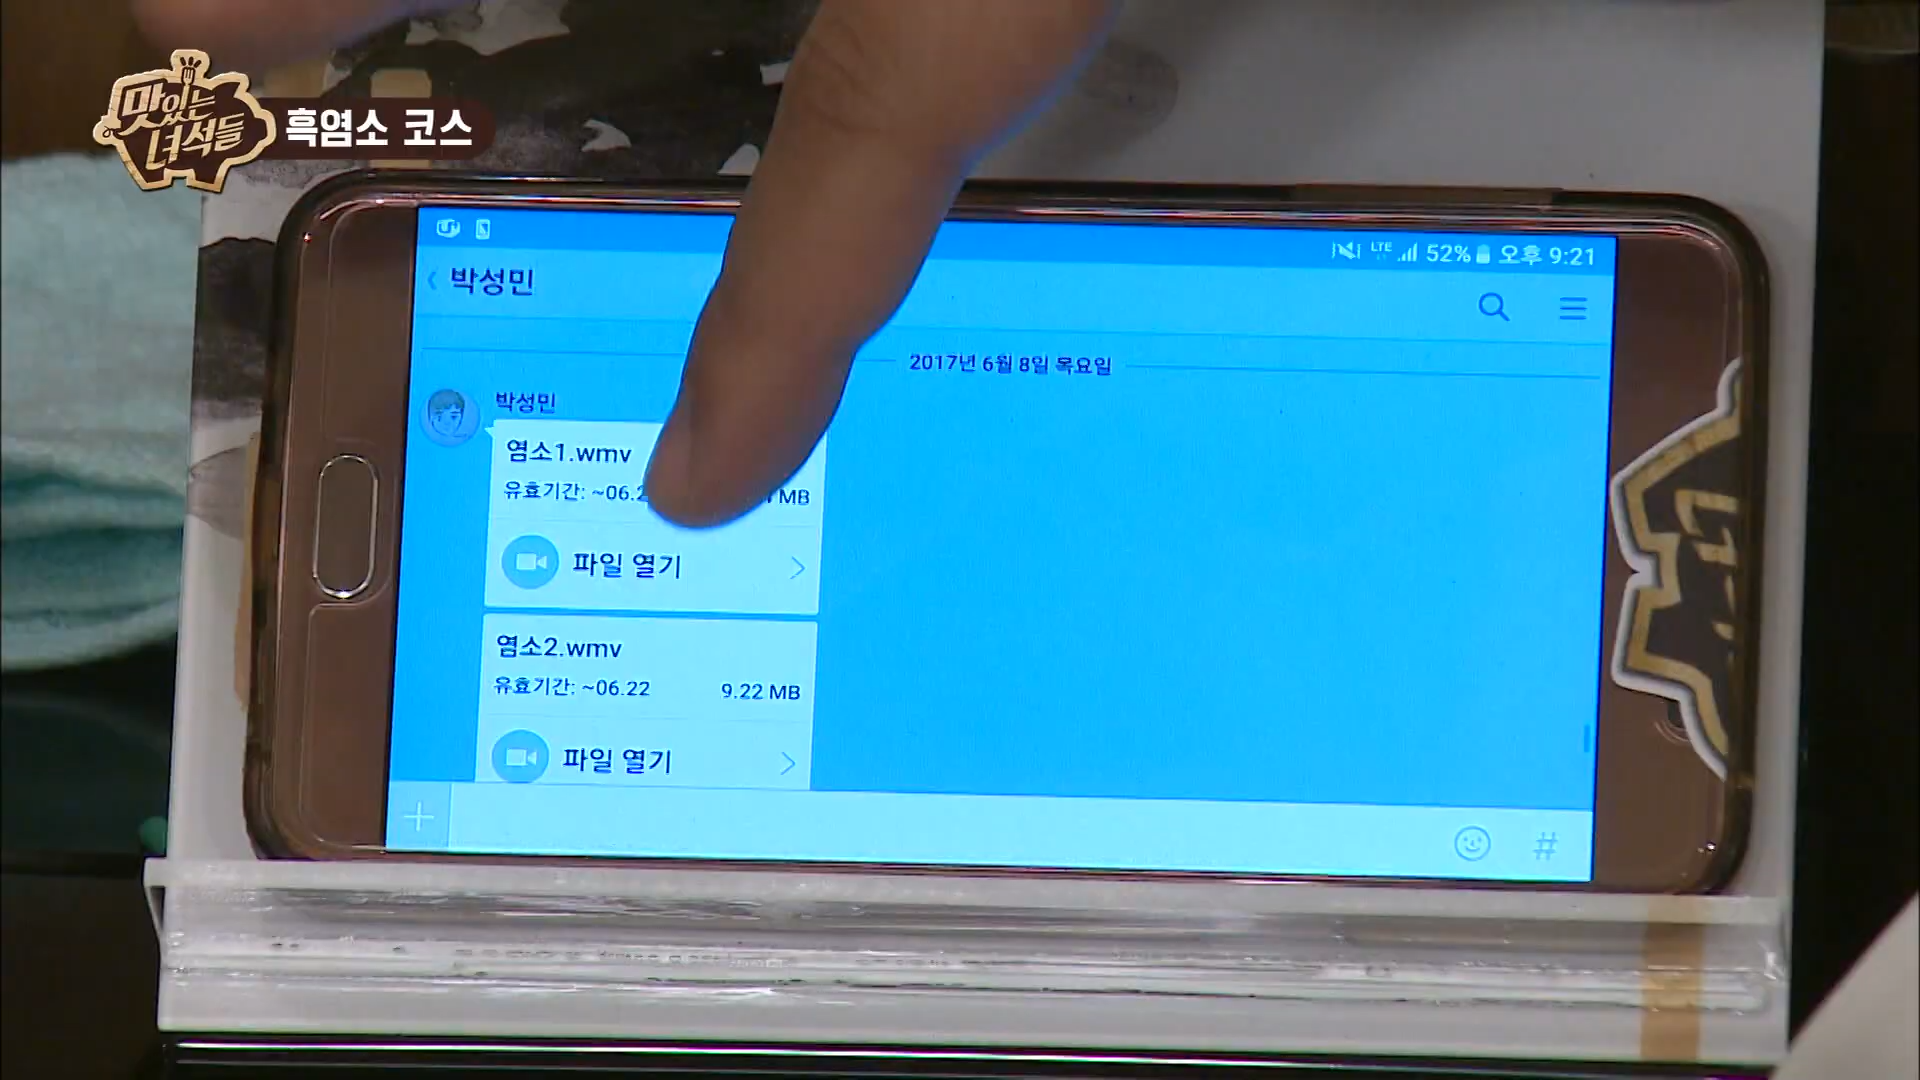 맛있는
녀석들
흑염소 코스
LTE 52% 오후 9:21
박성민
2017년 6월 8일 목요일
박성민
염소1.wmv
유효기간: MB
파일 열기
염소2.wmv
유효기간: ~06.22 9.22 MB
파일 열기
#